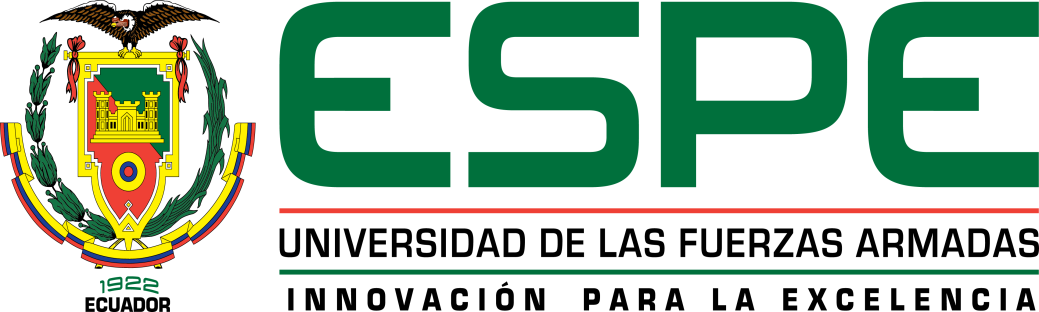 ESPE
UNIVERSIDAD DE LAS FUERZAS ARMADAS
INNOVACIÓN PARA LA EXCELENCIA
1922
ECUADOR